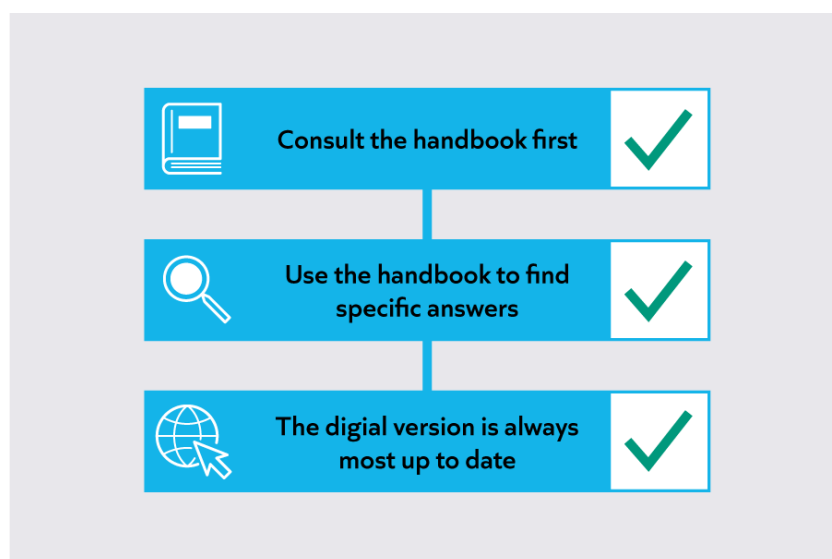 Consult the handbook first
Use the handbook to find
specific answers
The digial version is always
most up to date